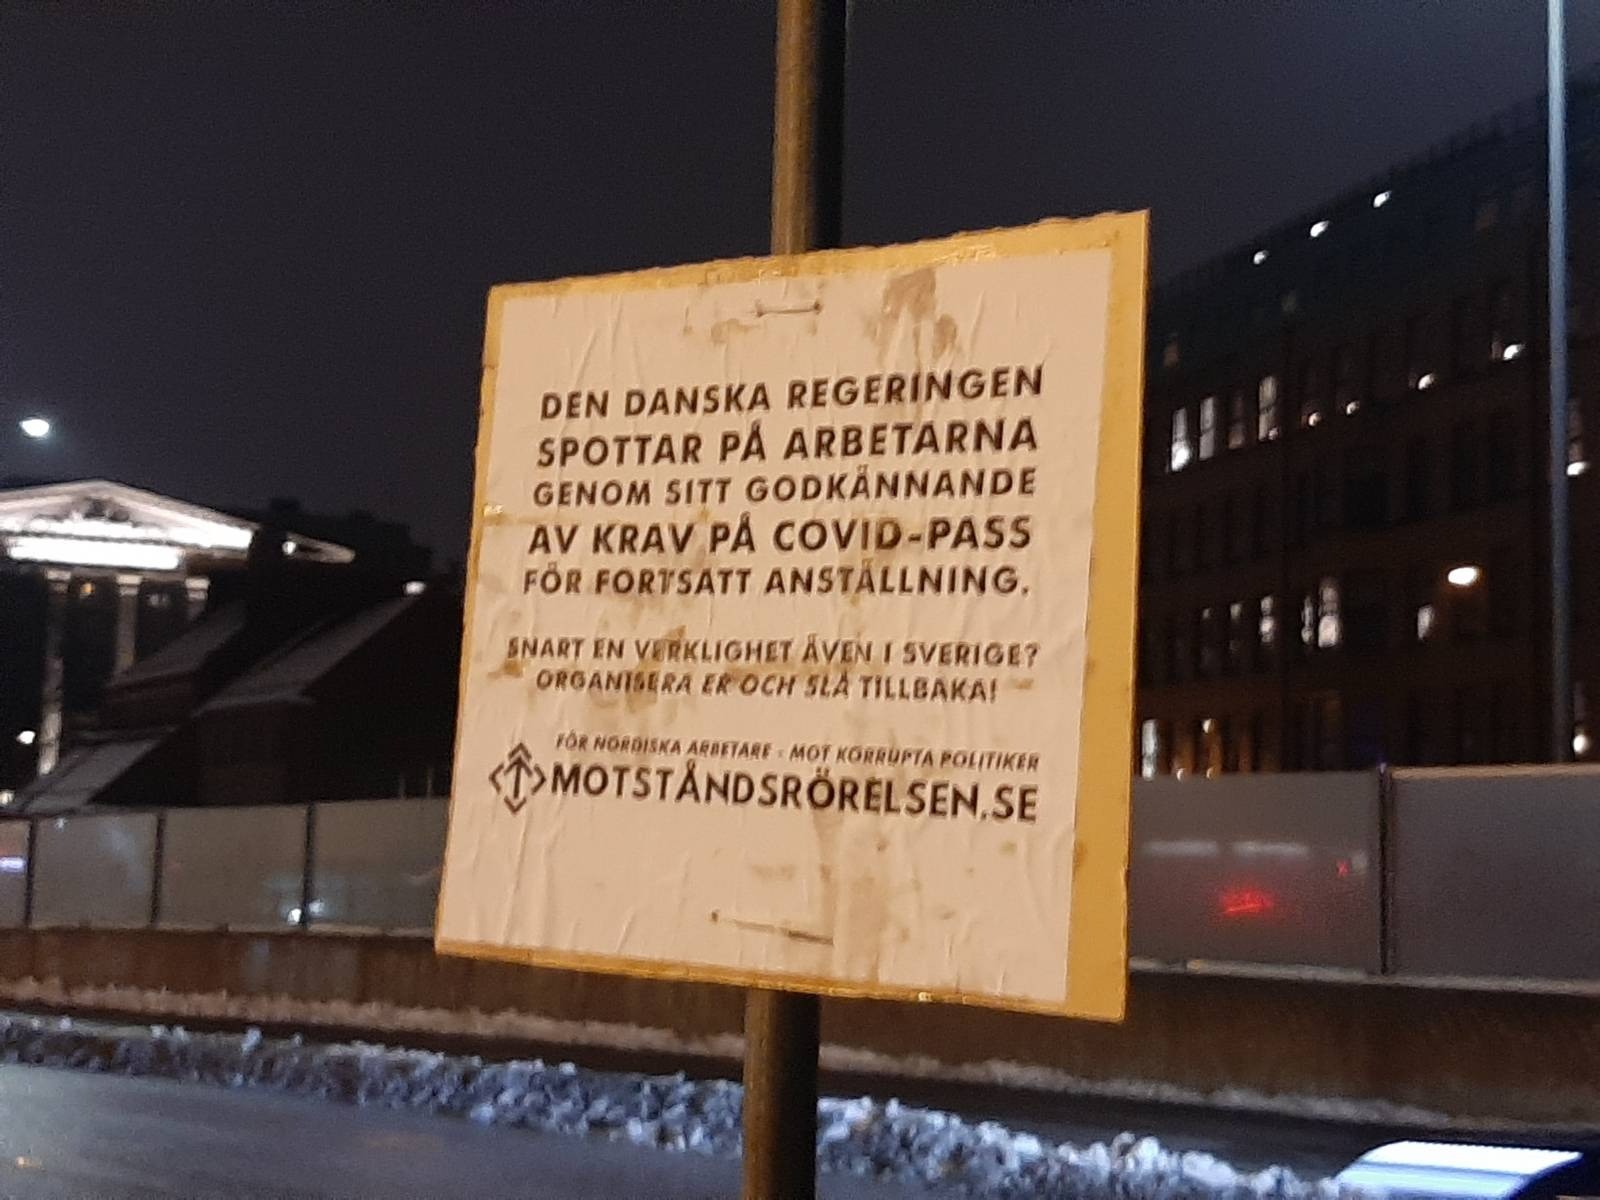 DEN DANSKA REGERINGEN
SPOTTAR PÅ ARBETARNA
GENOM SITT GODKÄNNANDE
AV KRAV PÅ COVID-PASS
FÖR FORTSATT ANSTÄLLNING.
SNART EN VERKLIGHET ÄVEN I SVERIGE?
ORGANISERA ER OCH SLÅ TILLBAKA!
FÖR NORDISKA ARBETARE - MOT KORRUPTA POLITIKER
MOTSTÅNDSRÖRELSEN.SE